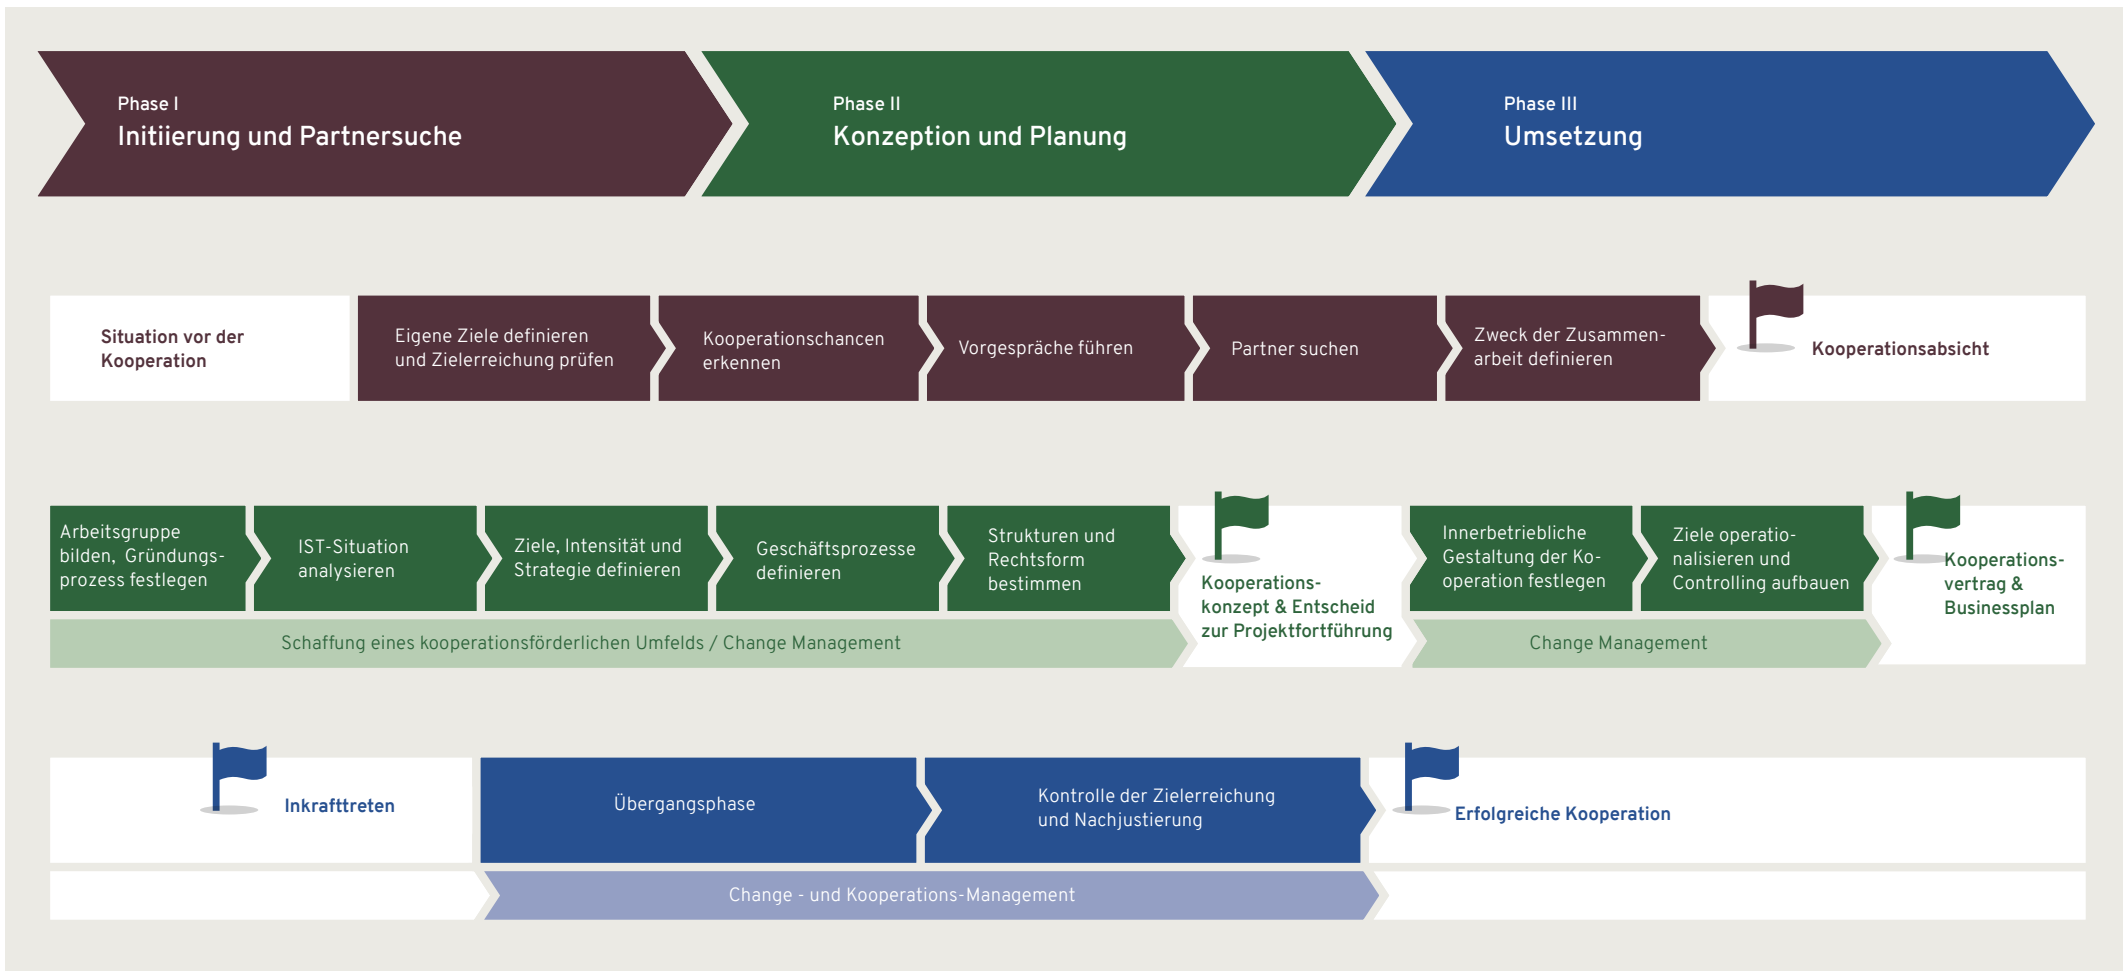 Phase I
Initiierung und Partnersuche
Phase II
Konzeption und Planung
Phase III
Umsetzung
Situation vor der
Kooperation
Eigene Ziele definieren
und Zielerreichung prüfen
Kooperationschancen
erkennen
Vorgespräche führen
Partner suchen
Zweck der Zusammen-
arbeit definieren
Kooperationsabsicht
Arbeitsgruppe
bilden, Gründungs-
prozess festlegen
IST-Situation
analysieren
Ziele, Intensität und
Strategie definieren
Geschäftsprozesse
definieren
Strukturen und
Rechtsform
bestimmen
Kooperations-
konzept & Entscheid
zur Projektfortführung
Innerbetriebliche
Gestaltung der Ko-
operation festlegen
Ziele operatio-
nalisieren und
Controlling aufbauen
Kooperations-
vertrag &
Businessplan
Schaffung eines kooperationsförderlichen Umfelds / Change Management
Change Management
Inkrafttreten
Übergangsphase
Kontrolle der Zielerreichung
und Nachjustierung
Erfolgreiche Kooperation
Change - und Kooperations-Management